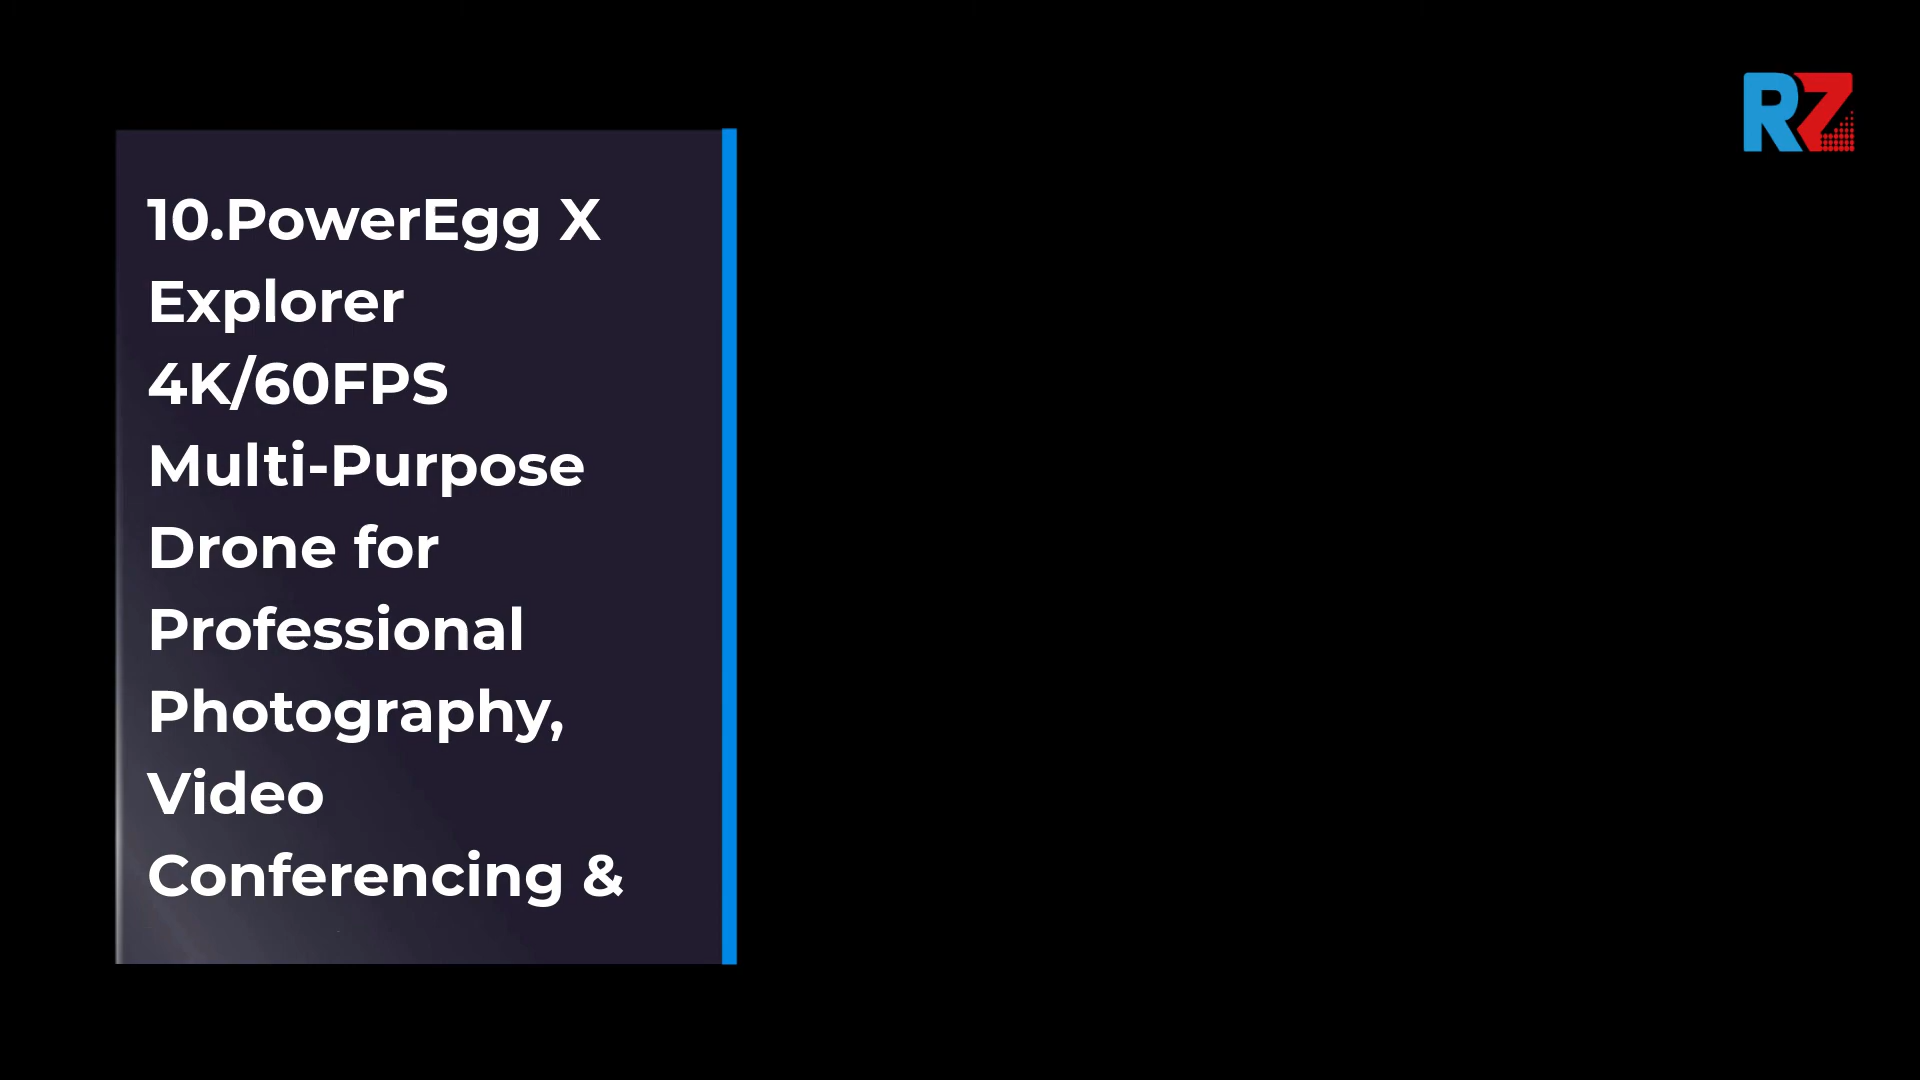 RZ
10.PowerEgg X
Explorer
4K/60FPS
Multi-Purpose
Drone for
Professional
Photography,
Video
Conferencing &